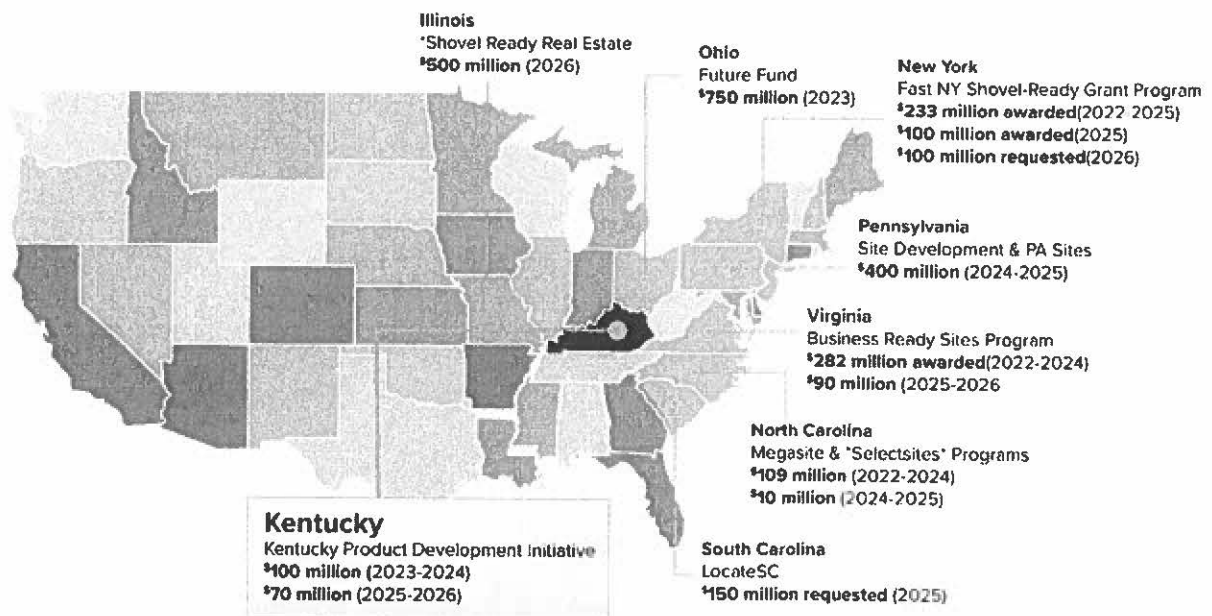 Illinois
*Shovel Ready Real Estate
$500 million (2026)
Ohio
Future Fund
$750 million (2023)
New York
Fast NY Shovel-Ready Grant Program
$233 million awarded(2022-2025)
$100 million awarded(2025)
$100 million requested(2026)
Pennsylvania
Site Development & PA Sites
$400 million (2024-2025)
Virginia
Business Ready Sites Program
$282 million awarded(2022-2024)
$90 million (2025-2026
North Carolina
Megasite & "Selectsites" Programs
$109 million (2022-2024)
$10 million (2024-2025)
South Carolina
LocateSC
$150 million requested (2025)
Kentucky
Kentucky Product Development Initiative
$100 million (2023-2024)
$70 million (2025-2026)